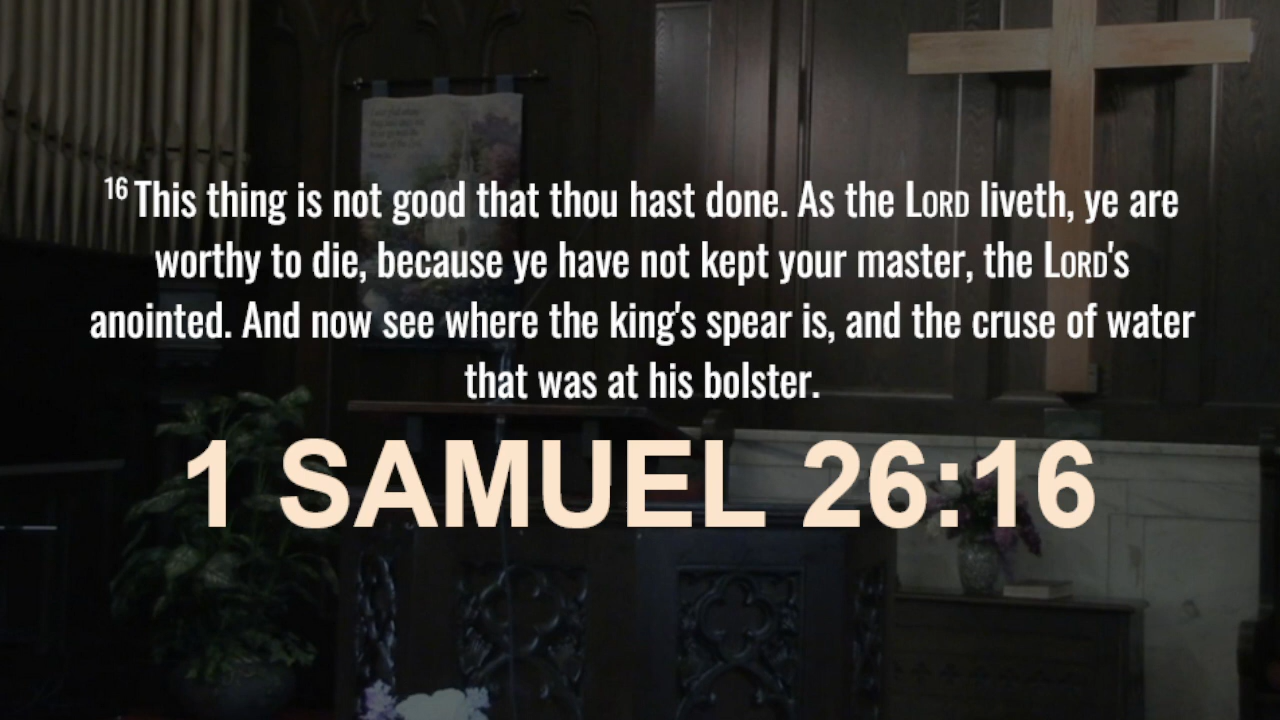 16 This thing is not good that thou hast done. As the LORD liveth, ye are
worthy to die, because ye have not kept your master, the LORD's
anointed. And now see where the king's spear is, and the cruse of water
that was at his bolster.
1 SAMUEL 26:16